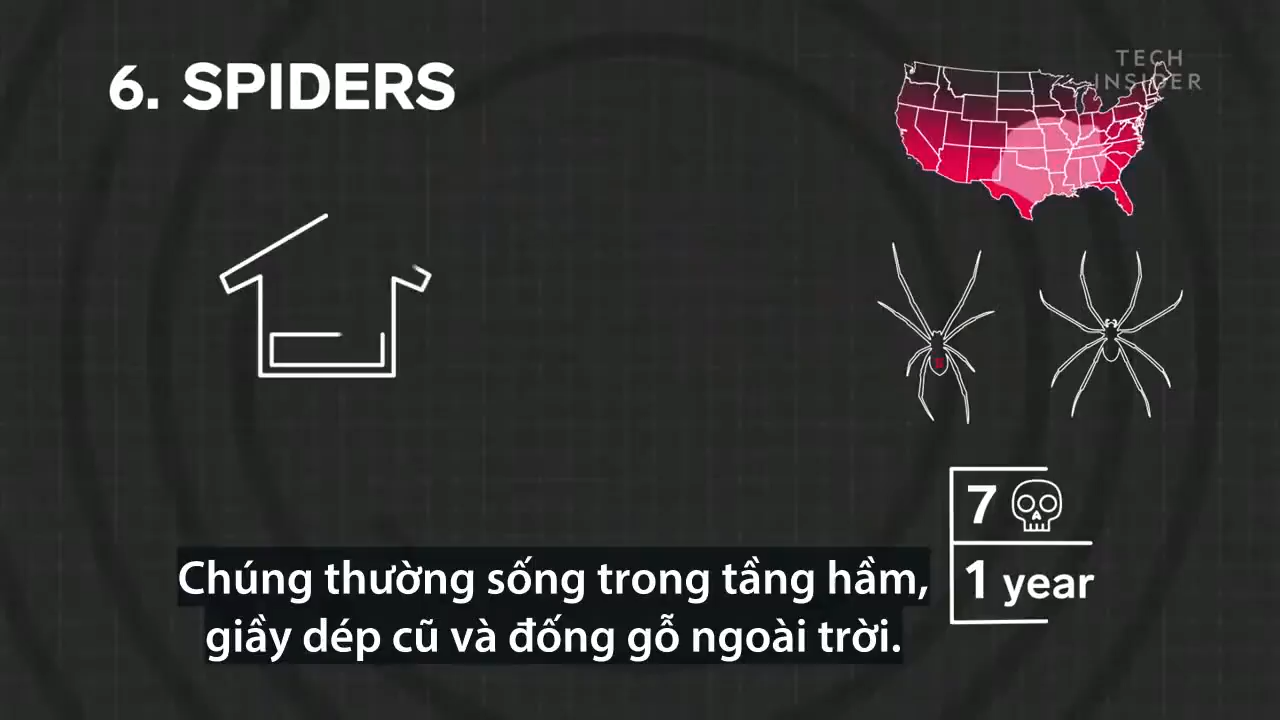 6. SPIDERS
TECH
INSIDER
7
1 year
Chúng thường sống trong tầng hầm,
giầy dép cũ và đống gỗ ngoài trời.